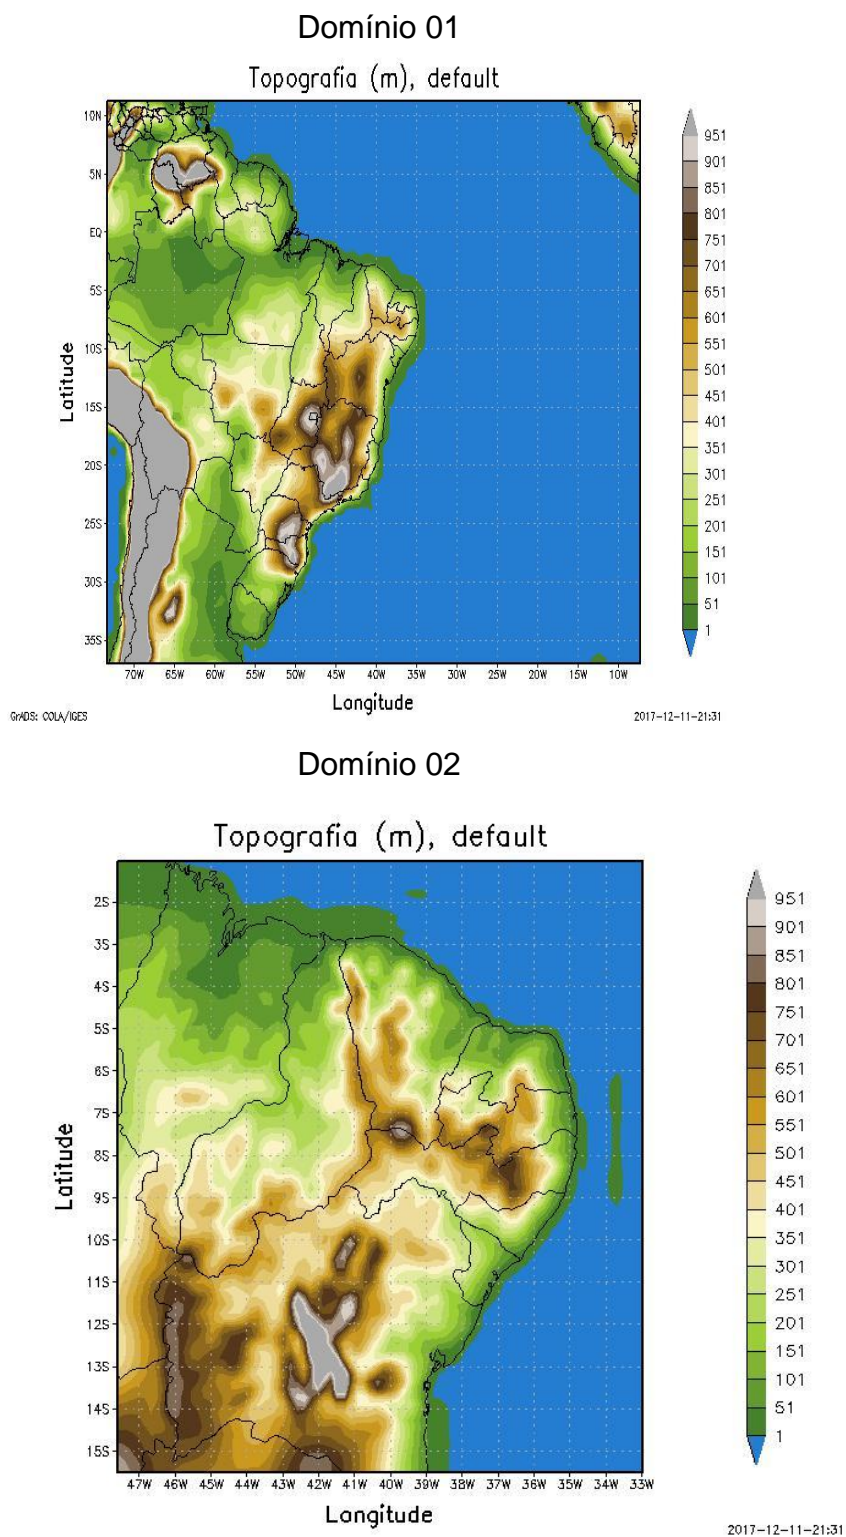 Domínio 01
Topografia (m), default
10N
5N
EQ
5S
10S
15S
20S
25S
30S
35S
Latitude
70W 65W 60W 55W 50W 45W 40W 35W 30W 25W 20W 15W 10W
Longitude
951
901
851
801
751
701
651
601
551
501
451
401
351
301
251
201
151
101
51
1
GrADS: COLA/IGES
2017-12-11-21:31
Domínio 02
Topografia (m), default
2S
3S
4S
5S
6S
7S
8S
9S
10S
11S
12S
13S
14S
15S
Latitude
47W 46W 45W 44W 43W 42W 41W 40W 39W 38W 37W 36W 35W 34W 33W
Longitude
951
901
851
801
751
701
651
601
551
501
451
401
351
301
251
201
151
101
51
1
2017-12-11-21:31